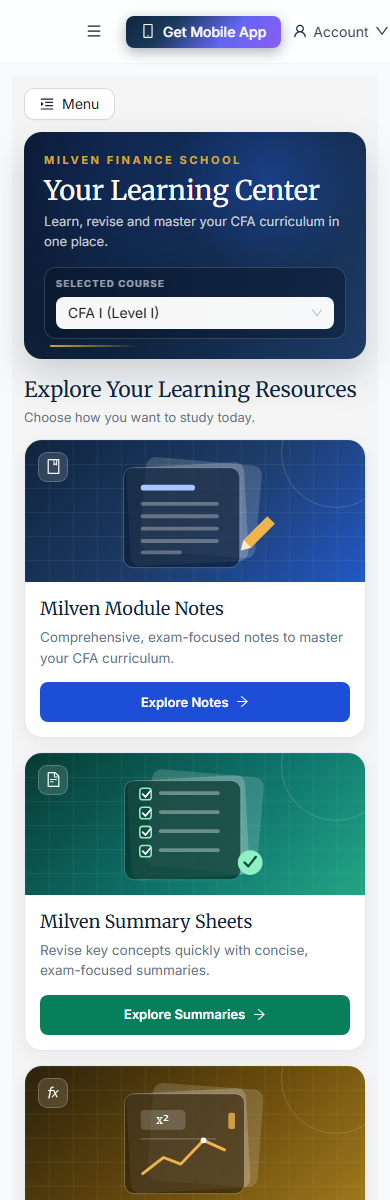 Get Mobile App
Account
Menu
MILVEN FINANCE SCHOOL
Your Learning Center
Learn, revise and master your CFA curriculum in
one place.
SELECTED COURSE
CFA I (Level I)
Explore Your Learning Resources
Choose how you want to study today.
Milven Module Notes
Comprehensive, exam-focused notes to master
your CFA curriculum.
Explore Notes →
Milven Summary Sheets
Revise key concepts quickly with concise,
exam-focused summaries.
Explore Summaries →
fx
x²